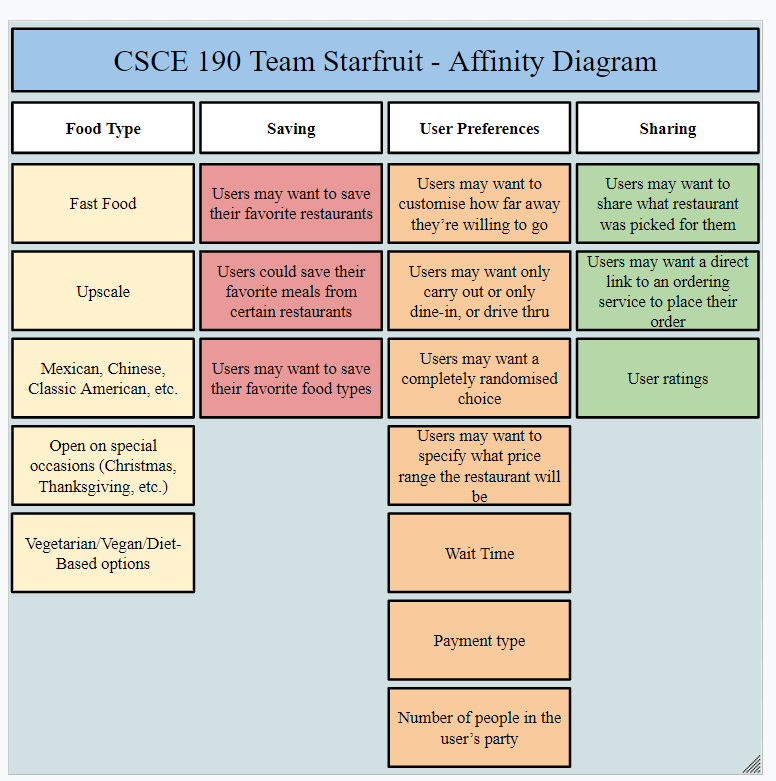 CSCE 190 Team Starfruit - Affinity Diagram
Food Type
Saving
User Preferences
Sharing
Fast Food
Users may want to save
their favorite restaurants
Users may want to
customise how far away
they’re willing to go
Users may want to
share what restaurant
was picked for them
Upscale
Users could save their
favorite meals from
certain restaurants
Users may want only
carry out or only
dine-in, or drive thru
Users may want a direct
link to an ordering
service to place their
order
Mexican, Chinese,
Classic American, etc.
Users may want to save
their favorite food types
Users may want a
completely randomised
choice
User ratings
Open on special
occasions (Christmas,
Thanksgiving, etc.)
Users may want to
specify what price
range the restaurant will
be
Vegetarian/Vegan/Diet-
Based options
Wait Time
Payment type
Number of people in the
user’s party